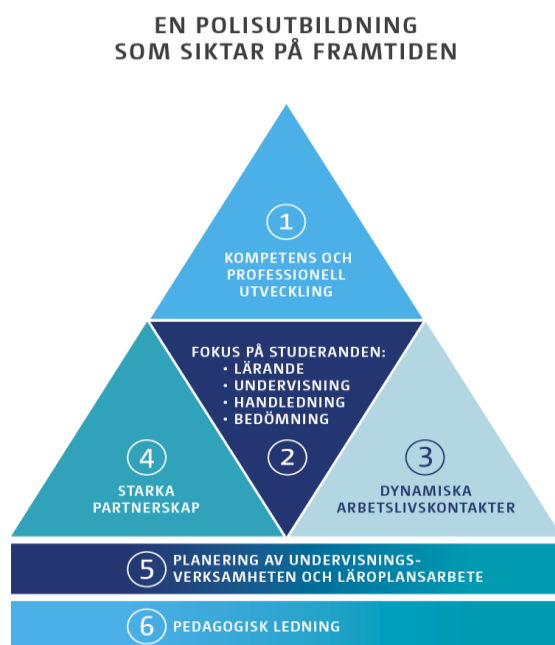 EN POLISUTBILDNING
SOM SIKTAR PÅ FRAMTIDEN
1
KOMPETENS OCH
PROFESSIONELL
UTVECKLING
FOKUS PÅ STUDERANDEN:
• LÄRANDE
• UNDERVISNING
• HANDLEDNING
• BEDÖMNING
2
4
STARKA
PARTNERSKAP
3
DYNAMISKA
ARBETSLIVSKONTAKTER
5
PLANERING AV UNDERVISNINGS-
VERKSAMHETEN OCH LÄROPLANSARBETE
6
PEDAGOGISK LEDNING